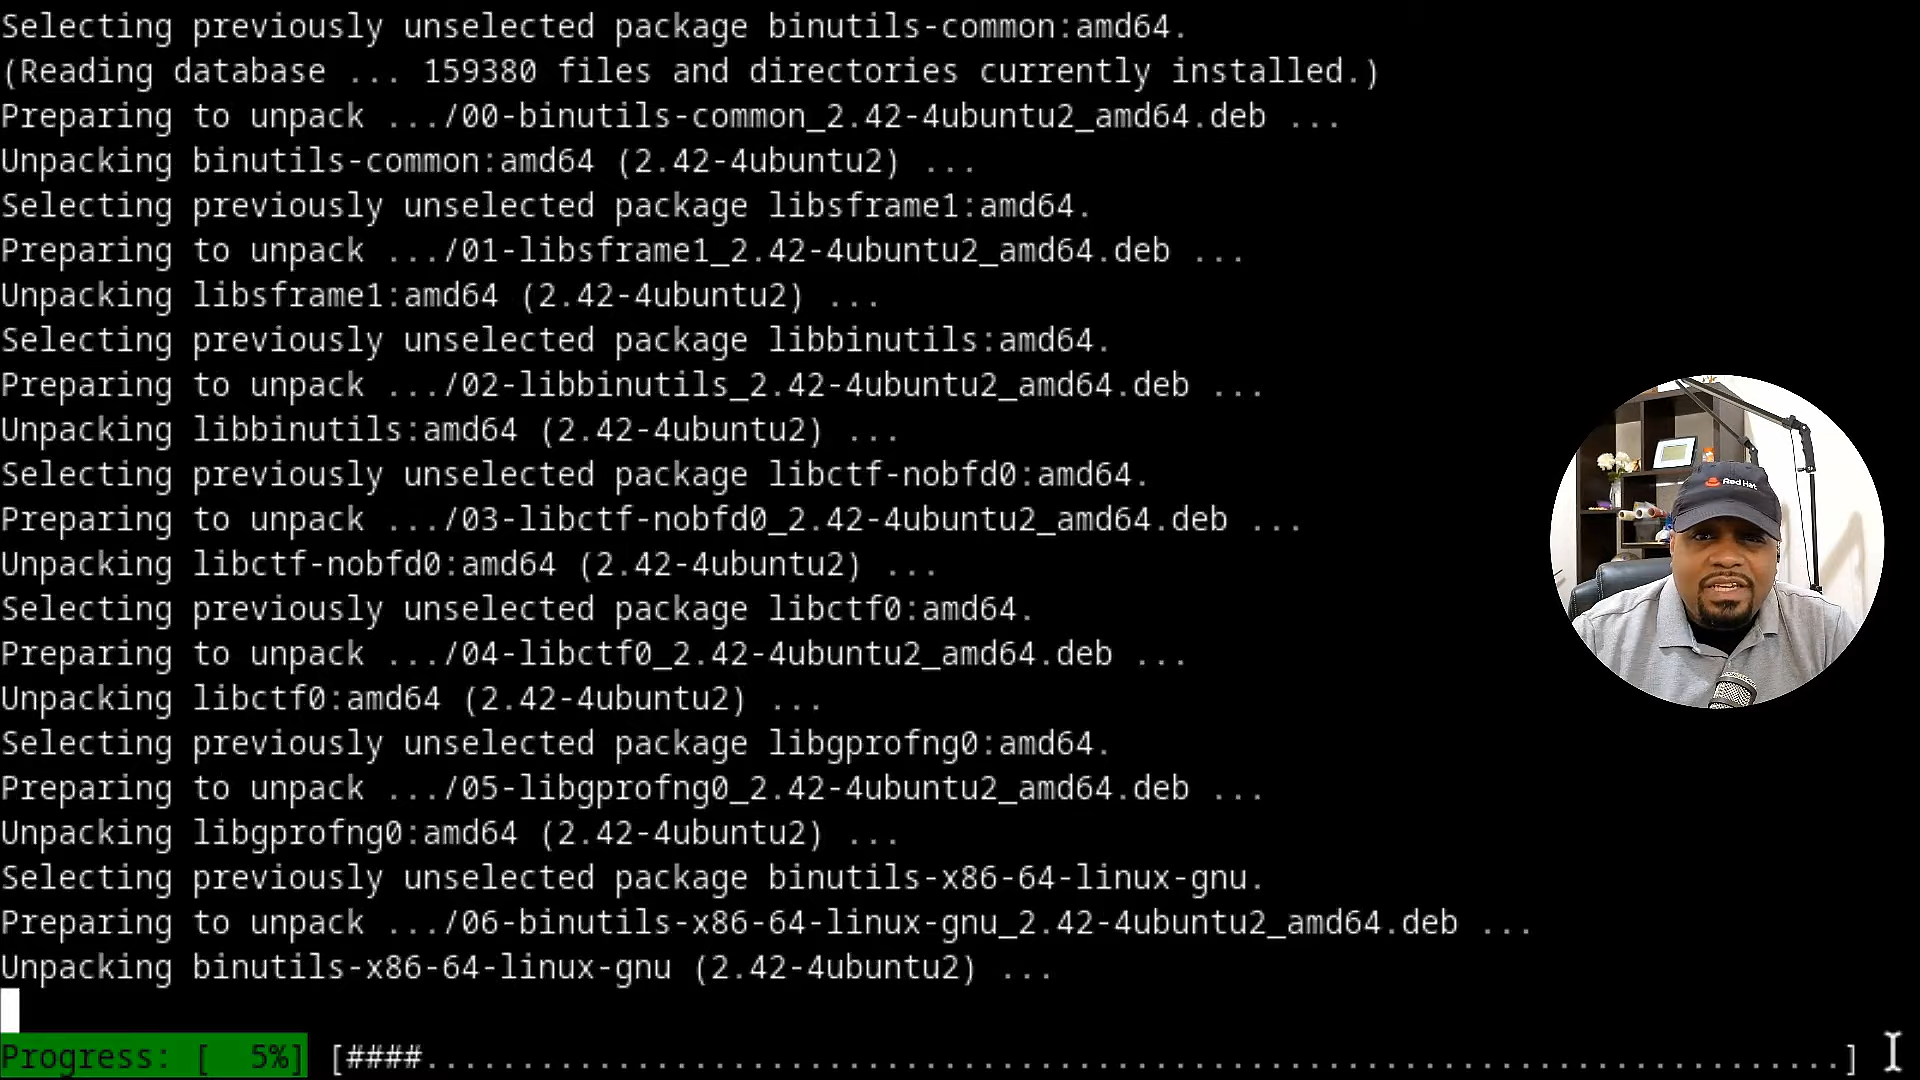 Selecting previously unselected package binutils-common:amd64.
(Reading database ... 159380 files and directories currently installed.)
Preparing to unpack .../00-binutils-common_2.42-4ubuntu2_amd64.deb ...
Unpacking binutils-common:amd64 (2.42-4ubuntu2) ...
Selecting previously unselected package libsframe1:amd64.
Preparing to unpack .../01-libsframe1_2.42-4ubuntu2_amd64.deb ...
Unpacking libsframe1:amd64 (2.42-4ubuntu2) ...
Selecting previously unselected package libbinutils:amd64.
Preparing to unpack .../02-libbinutils_2.42-4ubuntu2_amd64.deb ...
Unpacking libbinutils:amd64 (2.42-4ubuntu2) ...
Selecting previously unselected package libctf-nobfd0:amd64.
Preparing to unpack .../03-libctf-nobfd0_2.42-4ubuntu2_amd64.deb ...
Unpacking libctf-nobfd0:amd64 (2.42-4ubuntu2) ...
Selecting previously unselected package libctf0:amd64.
Preparing to unpack .../04-libctf0_2.42-4ubuntu2_amd64.deb ...
Unpacking libctf0:amd64 (2.42-4ubuntu2) ...
Selecting previously unselected package libgprofng0:amd64.
Preparing to unpack .../05-libgprofng0_2.42-4ubuntu2_amd64.deb ...
Unpacking libgprofng0:amd64 (2.42-4ubuntu2) ...
Selecting previously unselected package binutils-x86-64-linux-gnu.
Preparing to unpack .../06-binutils-x86-64-linux-gnu_2.42-4ubuntu2_amd64.deb ...
Unpacking binutils-x86-64-linux-gnu (2.42-4ubuntu2) ...
Progress: [  5%] [####..........................................................................]
Red Hat